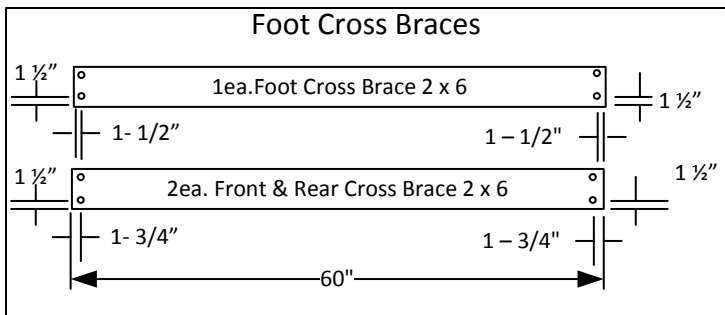 Foot Cross Braces
1 ½”
1ea.Foot Cross Brace 2 x 6
1 ½”
1- 1/2”
1 – 1/2"
1 ½”
2ea. Front & Rear Cross Brace 2 x 6
1 ½”
1- 3/4”
1 – 3/4"
60"